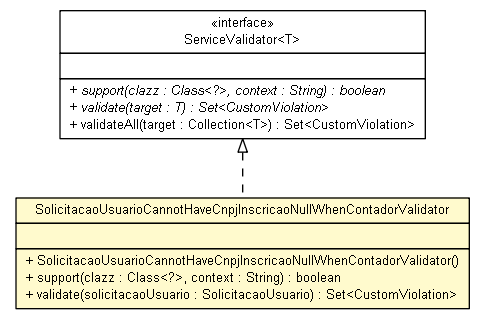 «interface»
ServiceValidator<T>
+ support(clazz : Class<?>, context : String) : boolean
+ validate(target : T) : Set<CustomViolation>
+ validateAll(target : Collection<T>) : Set<CustomViolation>
SolicitacaoUsuarioCannotHaveCnpjInscricaoNullWhenContadorValidator
+ SolicitacaoUsuarioCannotHaveCnpjInscricaoNullWhenContadorValidator()
+ support(clazz : Class<?>, context : String) : boolean
+ validate(solicitacaoUsuario : SolicitacaoUsuario) : Set<CustomViolation>